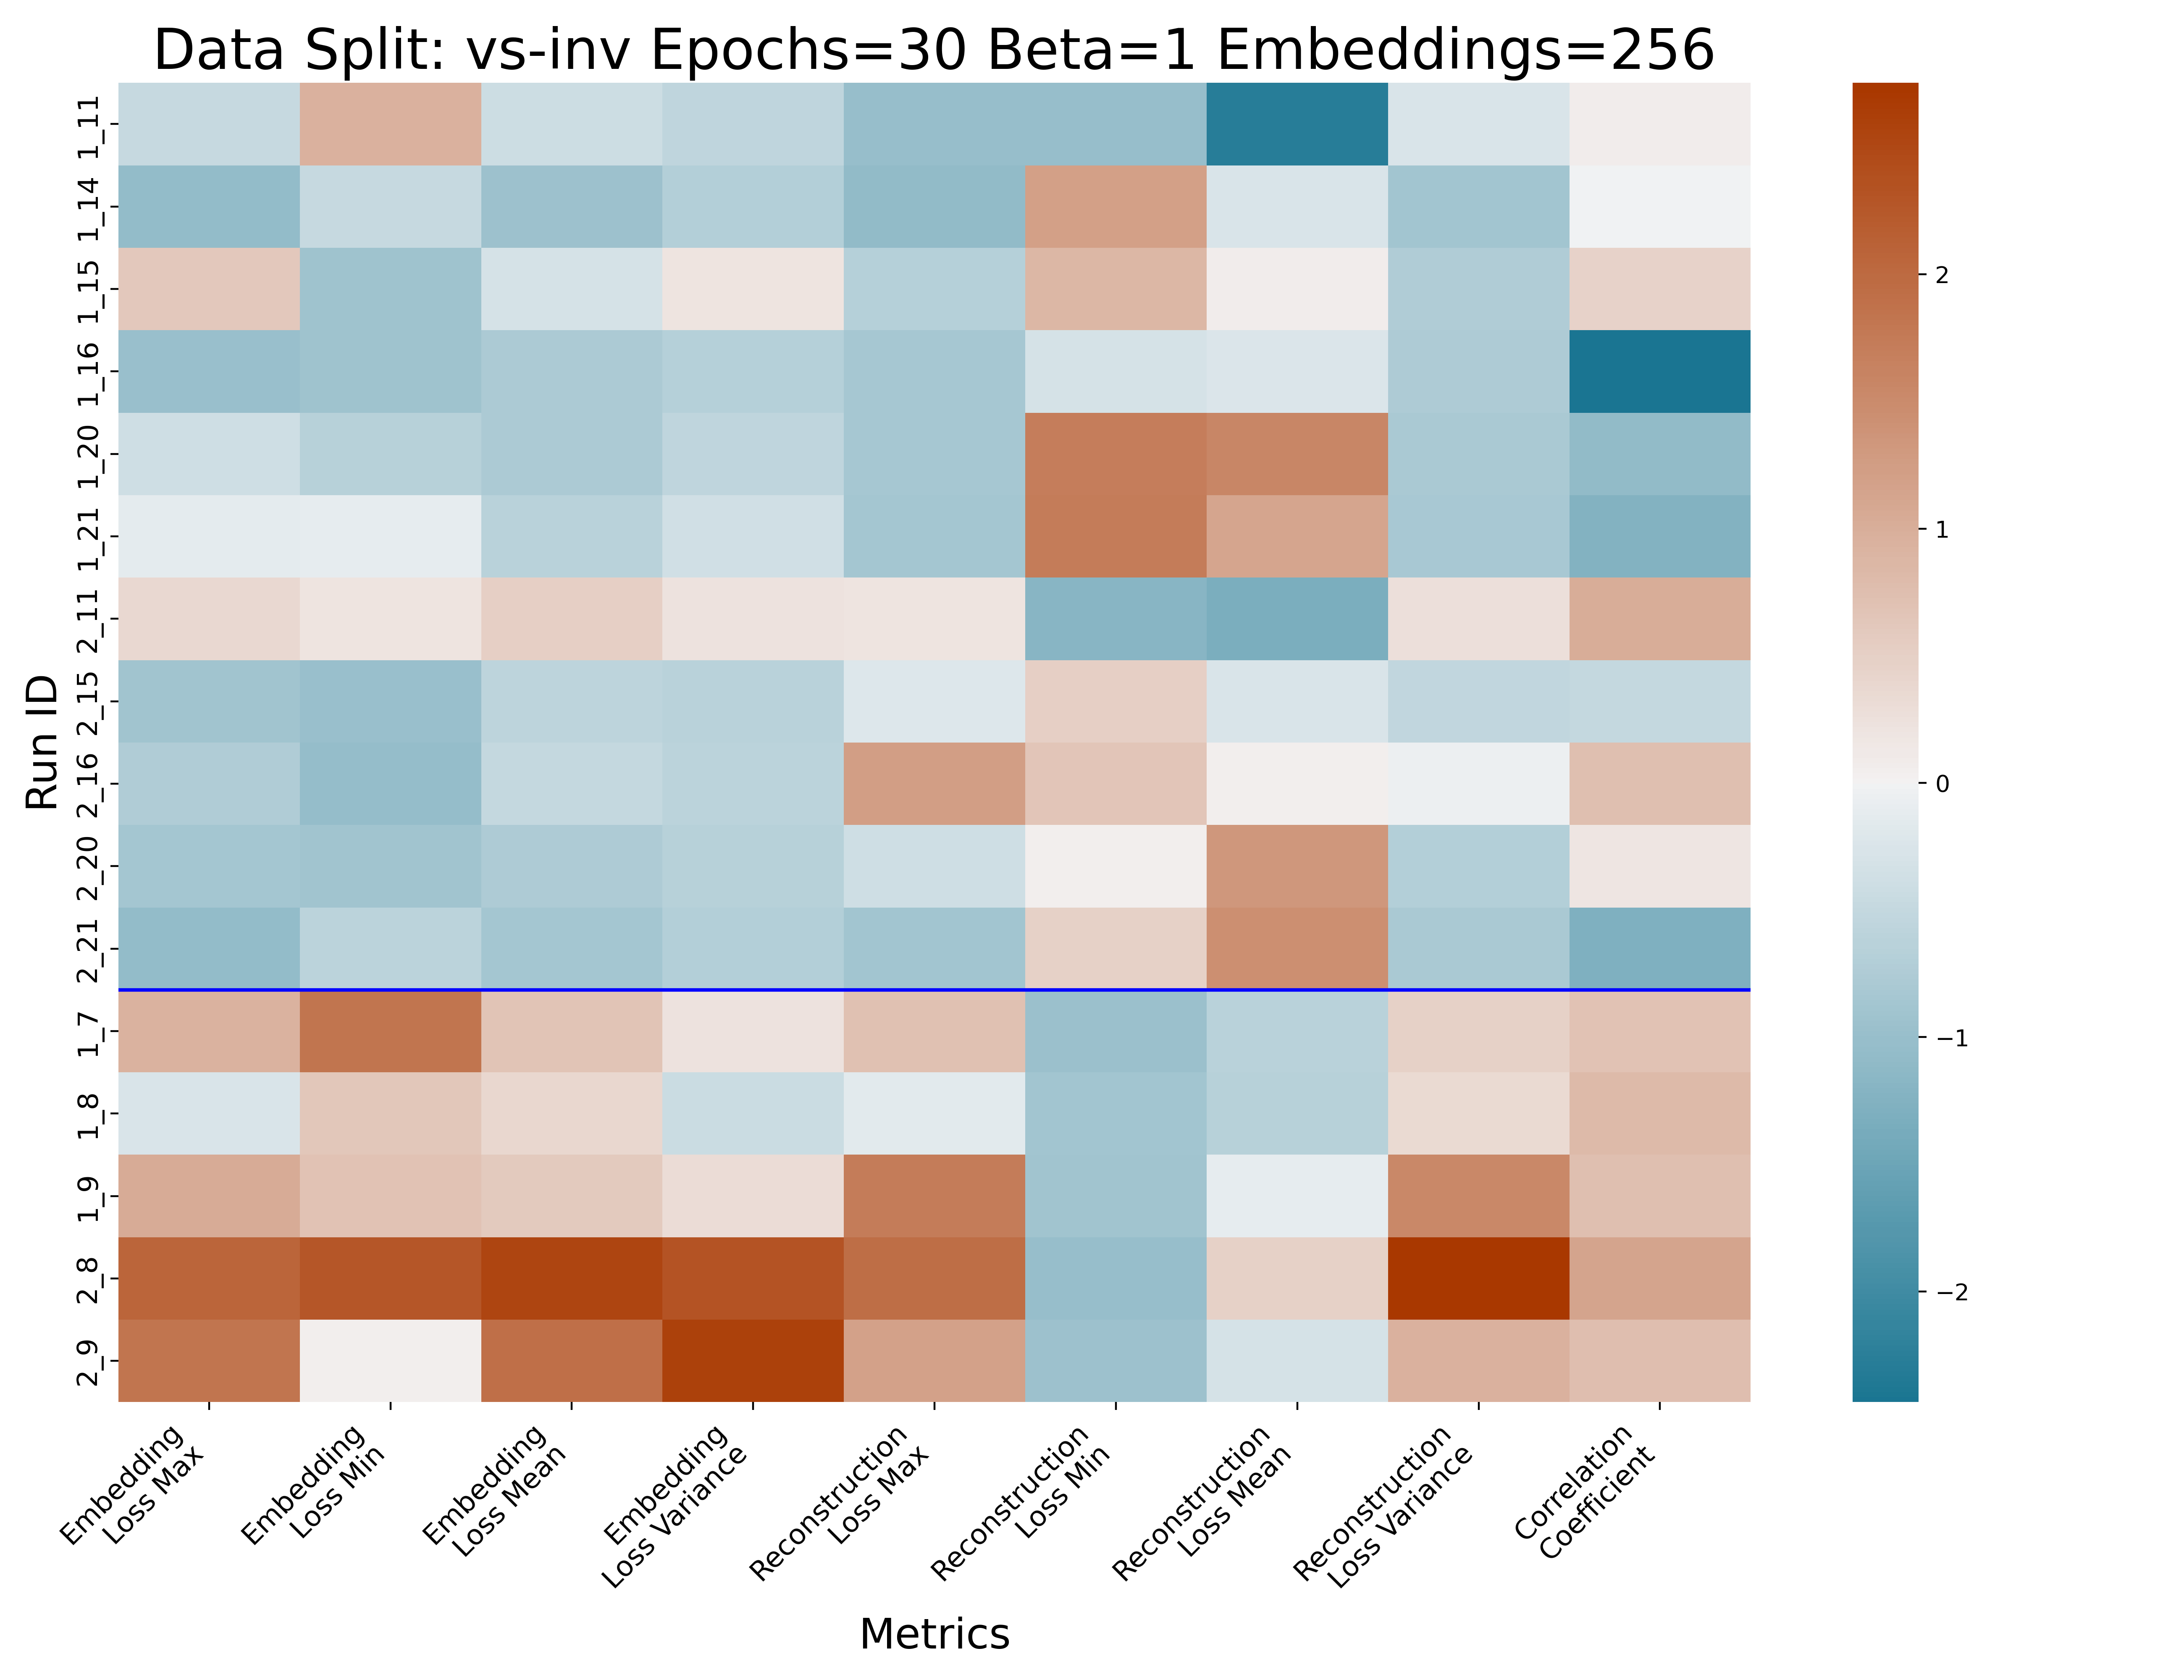 Data Split: vs-inv Epochs=30 Beta=1 Embeddings=256
Run ID
1_11
1_14
1_15
1_16
1_20
1_21
2_11
2_15
2_16
2_20
2_21
1_7
1_8
1_9
2_8
2_9
2
1
0
−1
−2
Embedding
Loss Max
Embedding
Loss Min
Embedding
Loss Mean
Embedding
Loss Variance
Reconstruction
Loss Max
Reconstruction
Loss Min
Reconstruction
Loss Mean
Reconstruction
Loss Variance
Correlation
Coefficient
Metrics